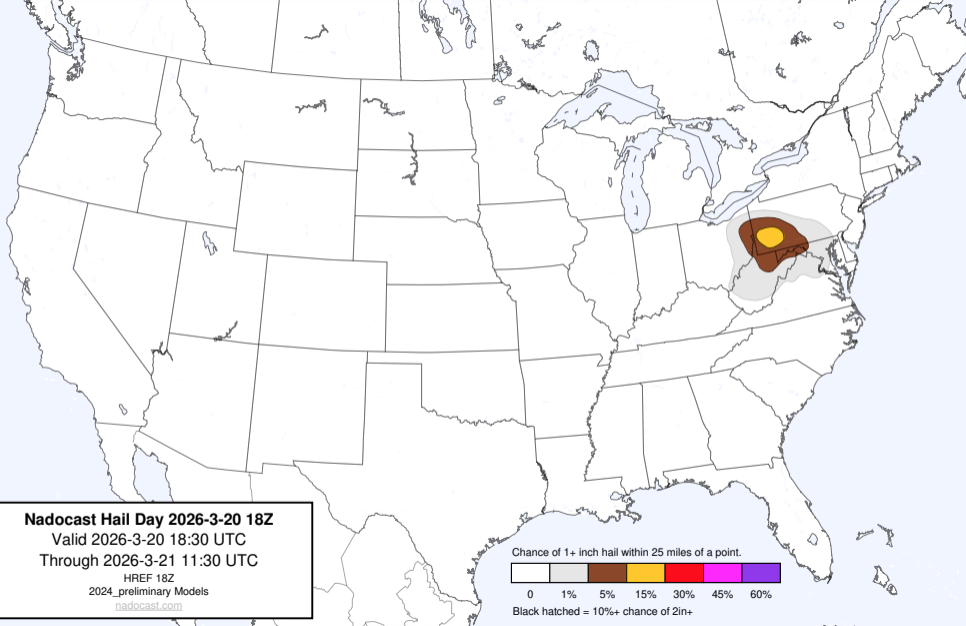 Nadocast Hail Day 2026-3-20 18Z
Valid 2026-3-20 18:30 UTC
Through 2026-3-21 11:30 UTC
HREF 18Z
2024_preliminary Models
nadocast.com
Chance of 1+ inch hail within 25 miles of a point.
0 1% 5% 15% 30% 45% 60%
Black hatched = 10%+ chance of 2in+